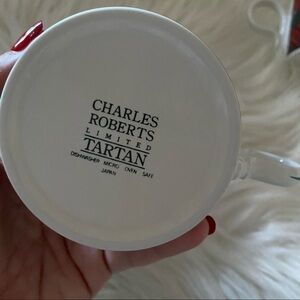 CHARLES
ROBERTS
LIMITED
TARTAN
DISHWASHER MICRO OVEN SAFE
JAPAN